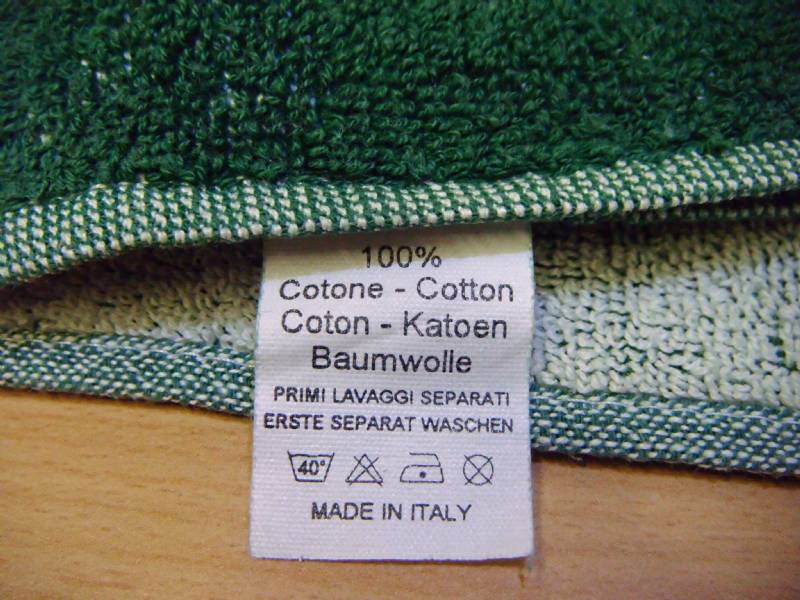 100%
Cotone - Cotton
Coton - Katoen
Baumwolle
PRIMI LAVAGGI SEPARATI
ERSTE SEPARAT WASCHEN
40°
MADE IN ITALY